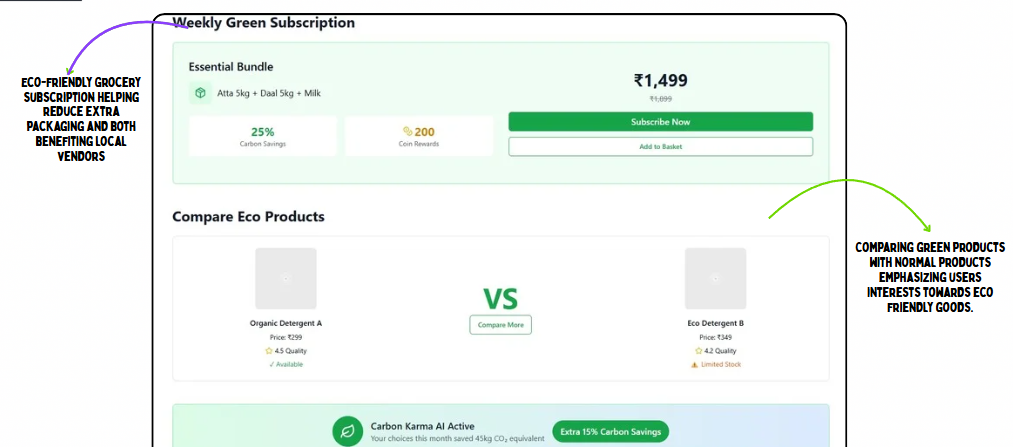 Weekly Green Subscription
ECO-FRIENDLY GROCERY
SUBSCRIPTION HELPING
REDUCE EXTRA
PACKAGING AND BOTH
BENEFITING LOCAL
VENDORS
Essential Bundle
Atta 5kg + Daal 5kg + Milk
25%
Carbon Savings
200
Coin Rewards
₹1,499
₹1,899
Subscribe Now
Add to Basket
Compare Eco Products
Organic Detergent A
Price: ₹299
4.5 Quality
✓ Available
VS
Compare More
Eco Detergent B
Price: ₹349
4.2 Quality
Limited Stock
COMPARING GREEN PRODUCTS
WITH NORMAL PRODUCTS
EMPHASIZING USERS
INTERESTS TOWARDS ECO
FRIENDLY GOODS.
Carbon Karma AI Active
Your choices this month saved 45kg CO₂ equivalent
Extra 15% Carbon Savings